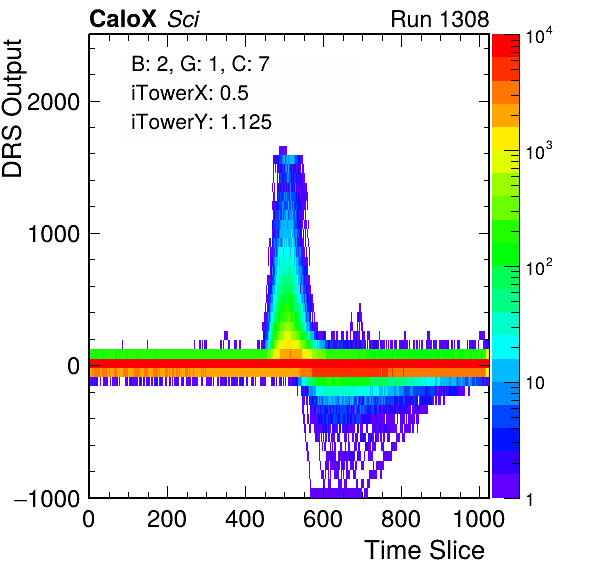 CaloX Sci Run 1308
B: 2, G: 1, C: 7
iTowerX: 0.5
iTowerY: 1.125
DRS Output
2000
1000
0
−1000
0 200 400 600 800 1000
Time Slice
10^4
10^3
10^2
10
1